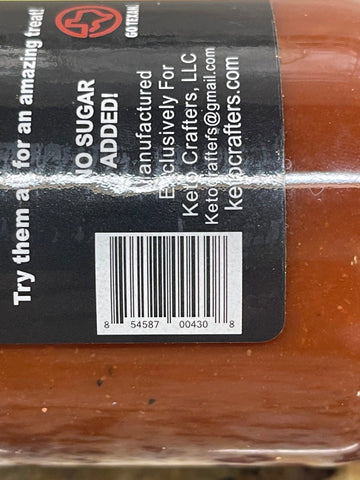 Try them all for an amazing treat!
GO TEXAN.
NO SUGAR
ADDED!
Manufactured
Exclusively For
Keto Crafters, LLC
Ketocrafters@gmail.com
ketocrafters.com
8 54587 00430 8